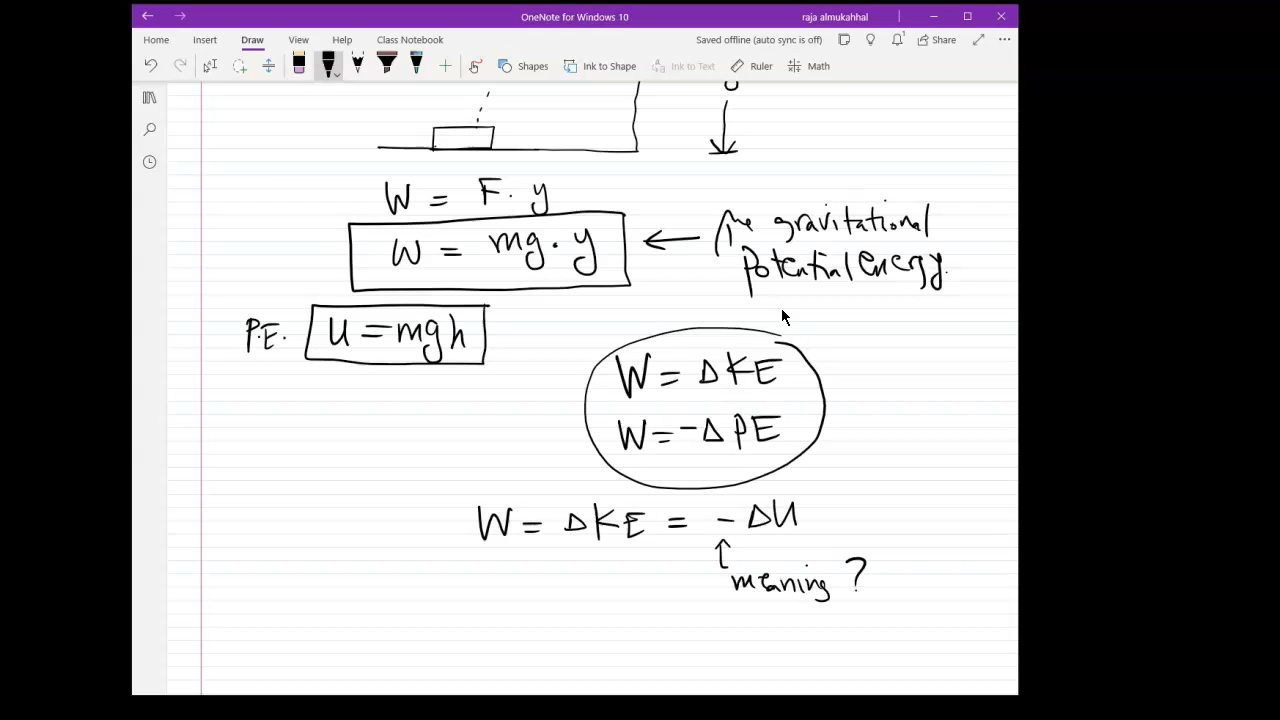 OneNote for Windows 10
raja almukahhal
Home Insert Draw View Help Class Notebook
Saved offline (auto sync is off)
Share
Shapes Ink to Shape Ink to Text Ruler Math
W = F. y
W = mg. y
The gravitational
potential energy.
P.E. U = mgh
W = ΔKE
W = -ΔPE
W = ΔKE = - ΔU
meaning ?